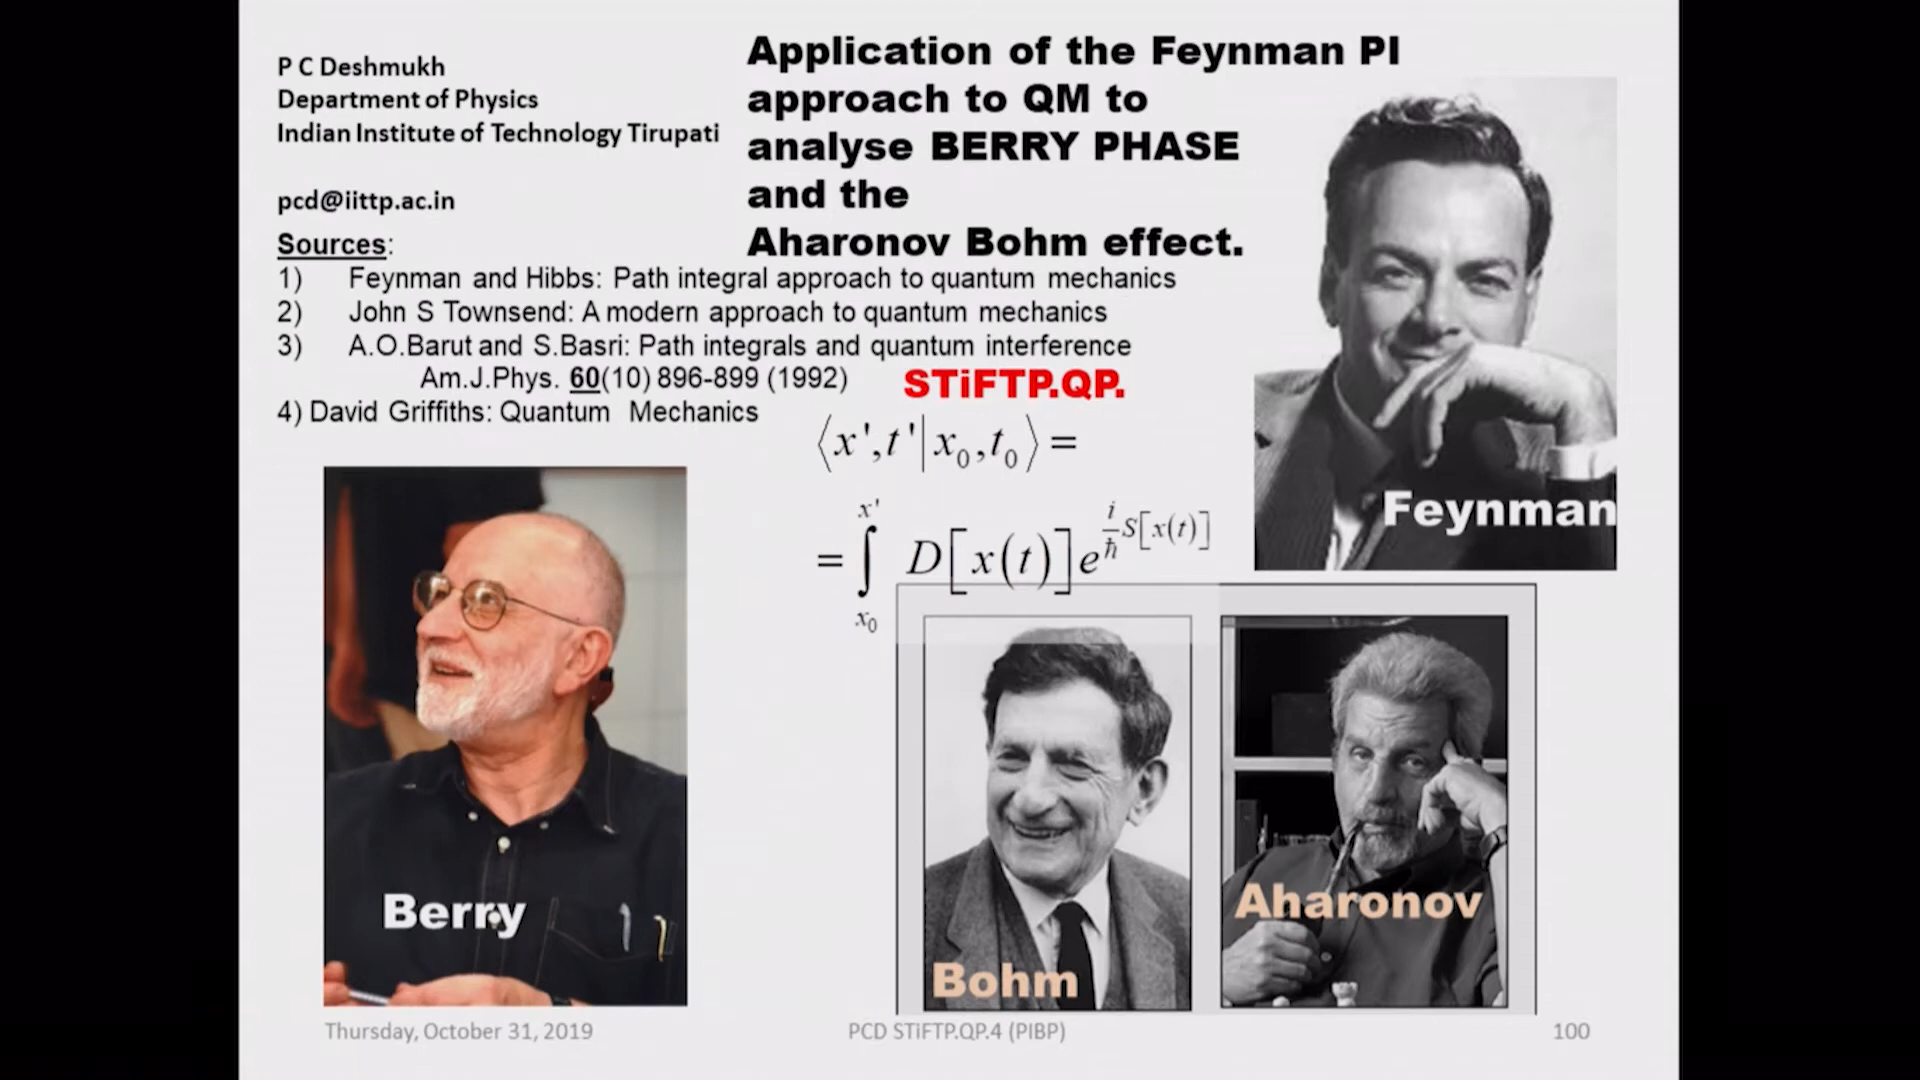 P C Deshmukh
Department of Physics
Indian Institute of Technology Tirupati
pcd@iittp.ac.in
Application of the Feynman PI
approach to QM to
analyse BERRY PHASE
and the
Aharonov Bohm effect.
Sources:
1) Feynman and Hibbs: Path integral approach to quantum mechanics
2) John S Townsend: A modern approach to quantum mechanics
3) A.O.Barut and S.Basri: Path integrals and quantum interference
Am.J.Phys. 60(10) 896-899 (1992)
4) David Griffiths: Quantum Mechanics
STiFTP.QP.
⟨x',t'|x₀,t₀⟩ =
= ∫_{x₀}^{x'} D[x(t)]e^{(i/ħ)S[x(t)]}
Feynman
Berry
Bohm
Aharonov
Thursday, October 31, 2019
PCD STiFTP.QP.4 (PIBP)
100